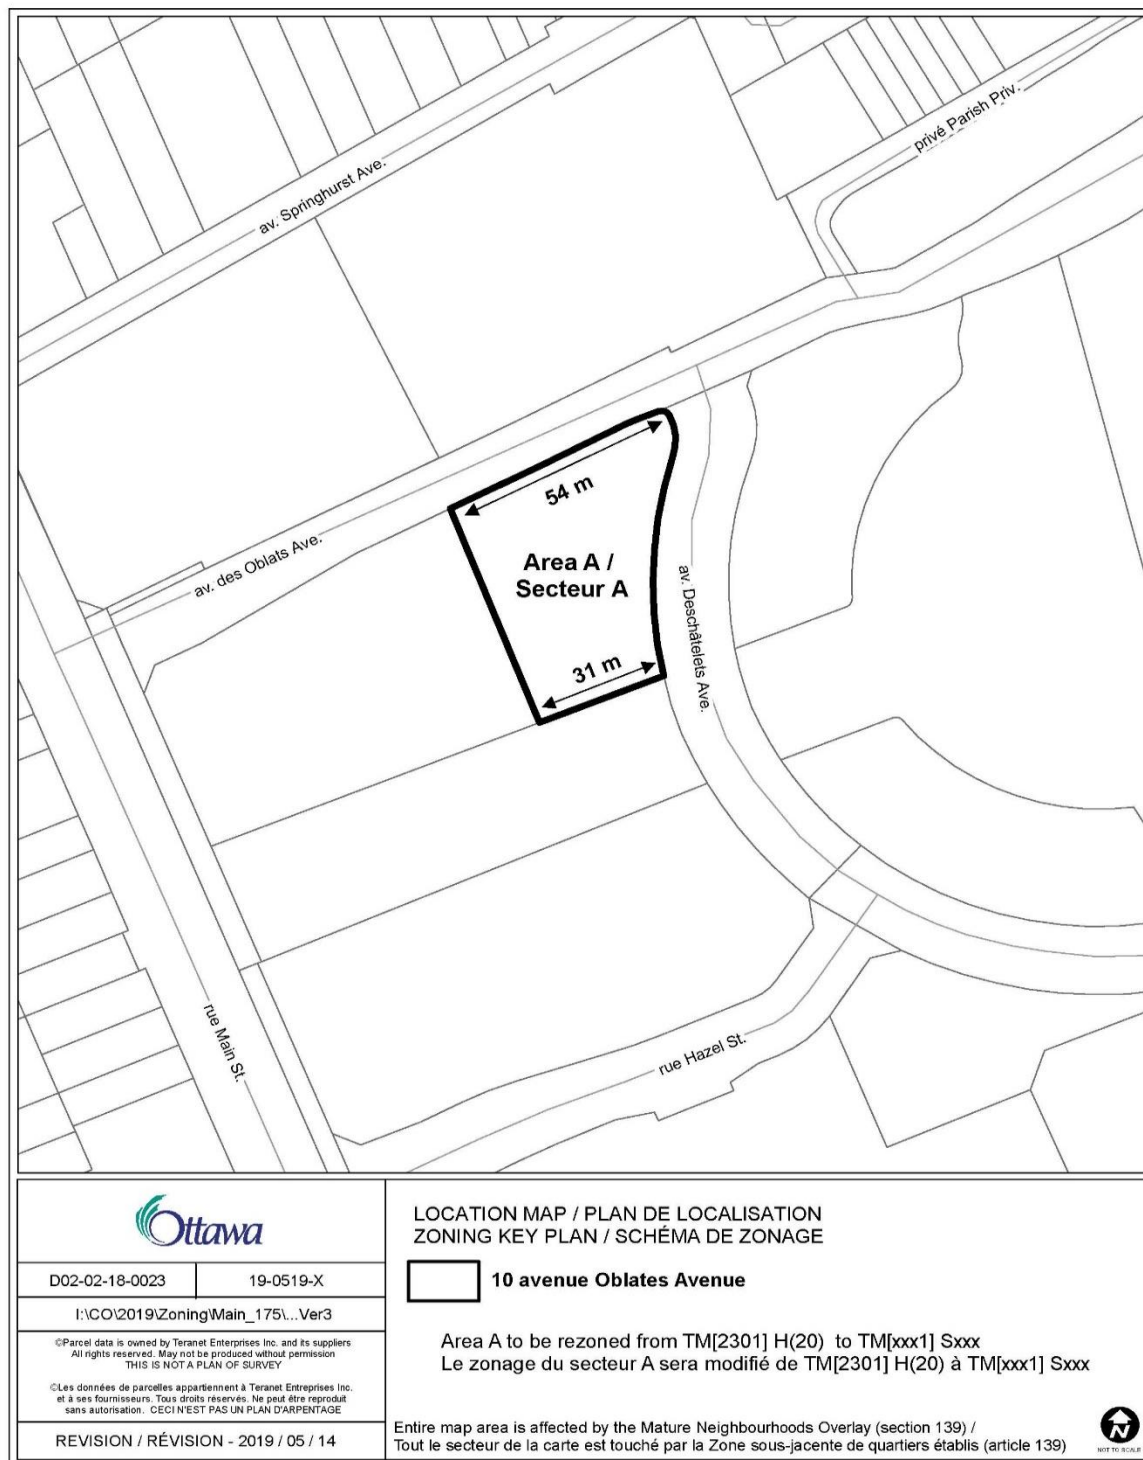 av. Springhurst Ave.
privé Parish Priv.
54 m
av. des Oblats Ave.
Area A /
Secteur A
av. Deschâtelets Ave.
31 m
rue Main St.
rue Hazel St.
Ottawa
D02-02-18-0023
19-0519-X
I:\CO\2019\Zoning\Main_175\...Ver3
©Parcel data is owned by Teranet Enterprises Inc. and its suppliers
All rights reserved. May not be produced without permission
THIS IS NOT A PLAN OF SURVEY
©Les données de parcelles appartiennent à Teranet Entreprises Inc.
et à ses fournisseurs. Tous droits réservés. Ne peut être reproduit
sans autorisation. CECI N'EST PAS UN PLAN D'ARPENTAGE
REVISION / RÉVISION - 2019 / 05 / 14
LOCATION MAP / PLAN DE LOCALISATION
ZONING KEY PLAN / SCHÉMA DE ZONAGE
10 avenue Oblates Avenue
Area A to be rezoned from TM[2301] H(20) to TM[xxx1] Sxxx
Le zonage du secteur A sera modifié de TM[2301] H(20) à TM[xxx1] Sxxx
Entire map area is affected by the Mature Neighbourhoods Overlay (section 139) /
Tout le secteur de la carte est touché par la Zone sous-jacente de quartiers établis (article 139)
N
NOT TO SCALE